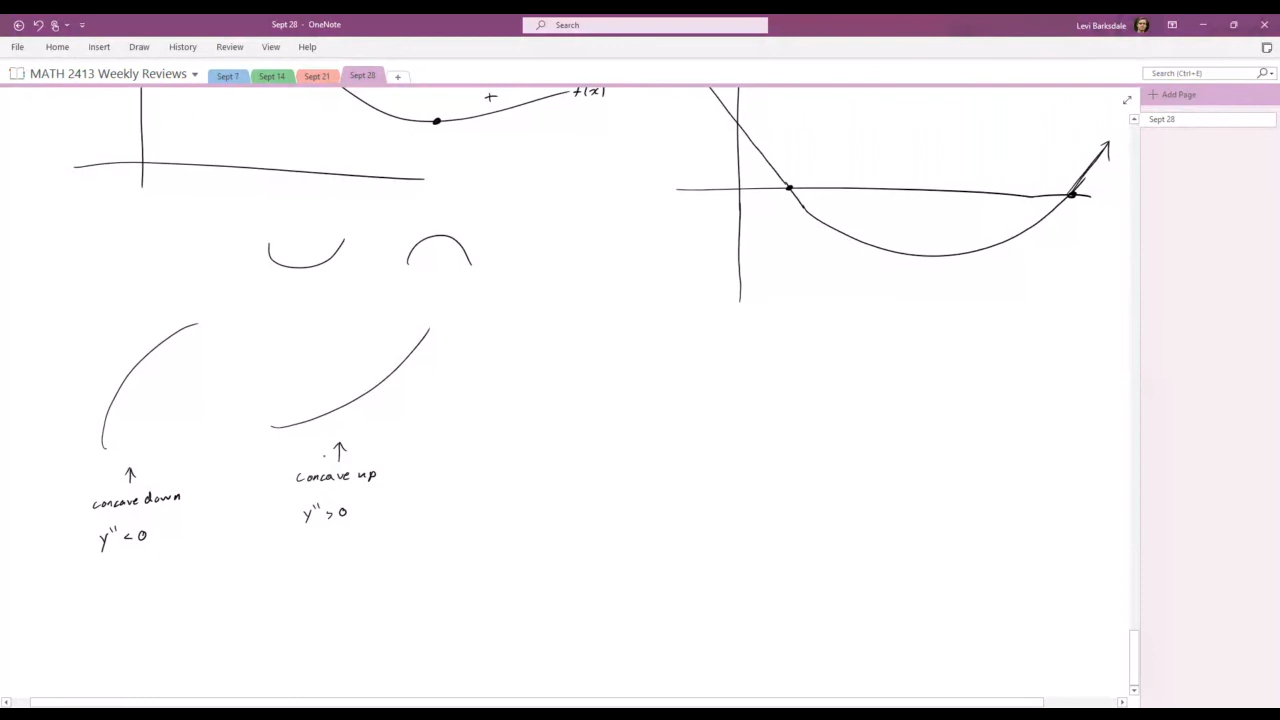 Sept 28 - OneNote
Search
Levi Barksdale
File Home Insert Draw History Review View Help
MATH 2413 Weekly Reviews
Sept 7 Sept 14 Sept 21 Sept 28 +
Search (Ctrl+E)
+ Add Page
Sept 28
+ f(x)
concave down
y'' < 0
concave up
y'' > 0